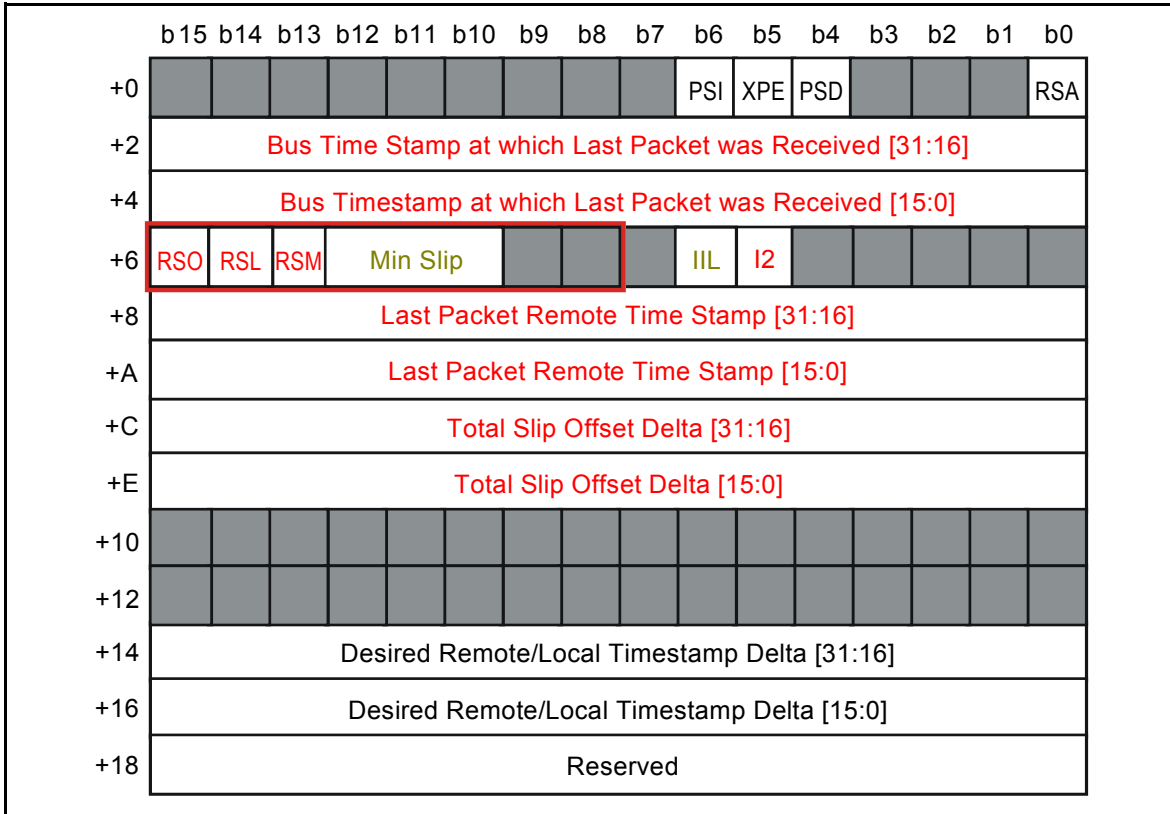 b15 b14 b13 b12 b11 b10 b9 b8 b7 b6 b5 b4 b3 b2 b1 b0
+0 PSI XPE PSD RSA
+2 Bus Time Stamp at which Last Packet was Received [31:16]
+4 Bus Timestamp at which Last Packet was Received [15:0]
+6 RSO RSL RSM Min Slip IIL I2
+8 Last Packet Remote Time Stamp [31:16]
+A Last Packet Remote Time Stamp [15:0]
+C Total Slip Offset Delta [31:16]
+E Total Slip Offset Delta [15:0]
+10
+12
+14 Desired Remote/Local Timestamp Delta [31:16]
+16 Desired Remote/Local Timestamp Delta [15:0]
+18 Reserved